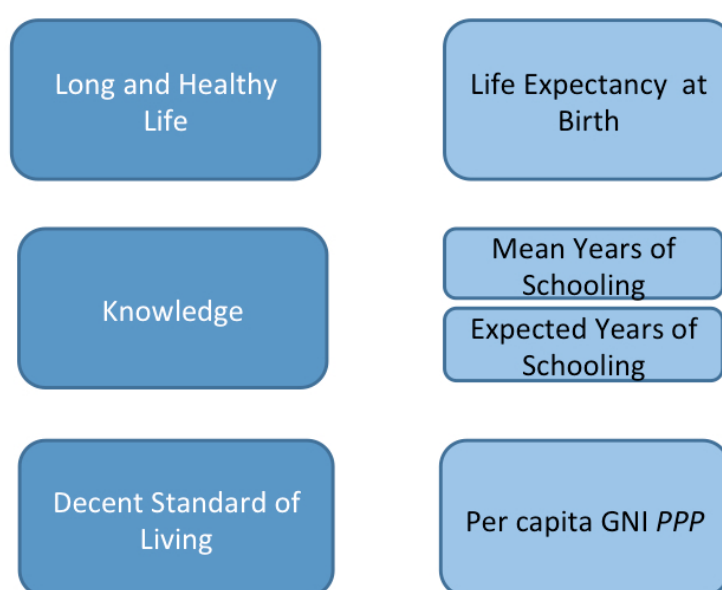 Long and Healthy
Life
Life Expectancy at
Birth
Knowledge
Mean Years of
Schooling
Expected Years of
Schooling
Decent Standard of
Living
Per capita GNI PPP